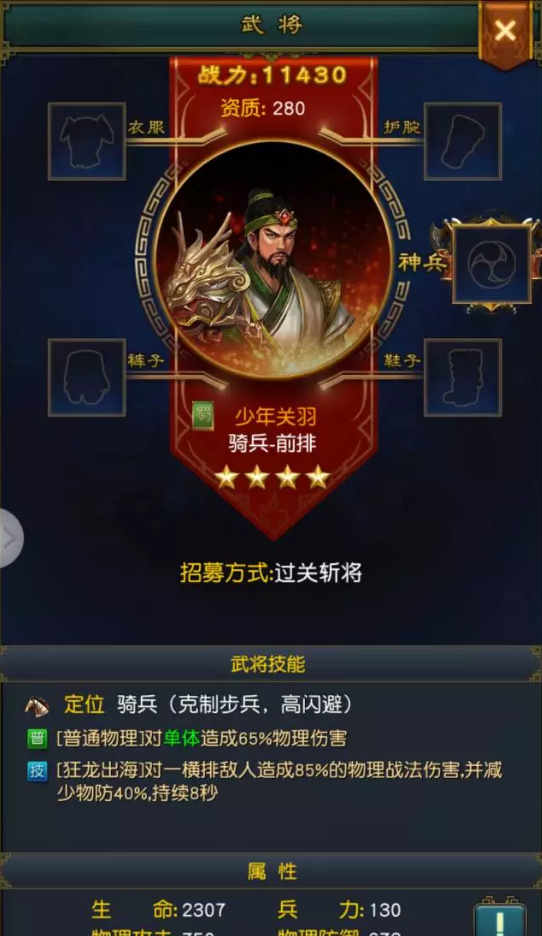 武 将
战力:11430
资质: 280
衣服
护腕
神兵
裤子
鞋子
蜀
少年关羽
骑兵-前排
招募方式:过关斩将
武将技能
定位 骑兵（克制步兵，高闪避）
普 [普通物理]对单体造成65%物理伤害
技 [狂龙出海]对一横排敌人造成85%的物理战法伤害,并减
少物防40%,持续8秒
属 性
生 命:2307 兵 力:130